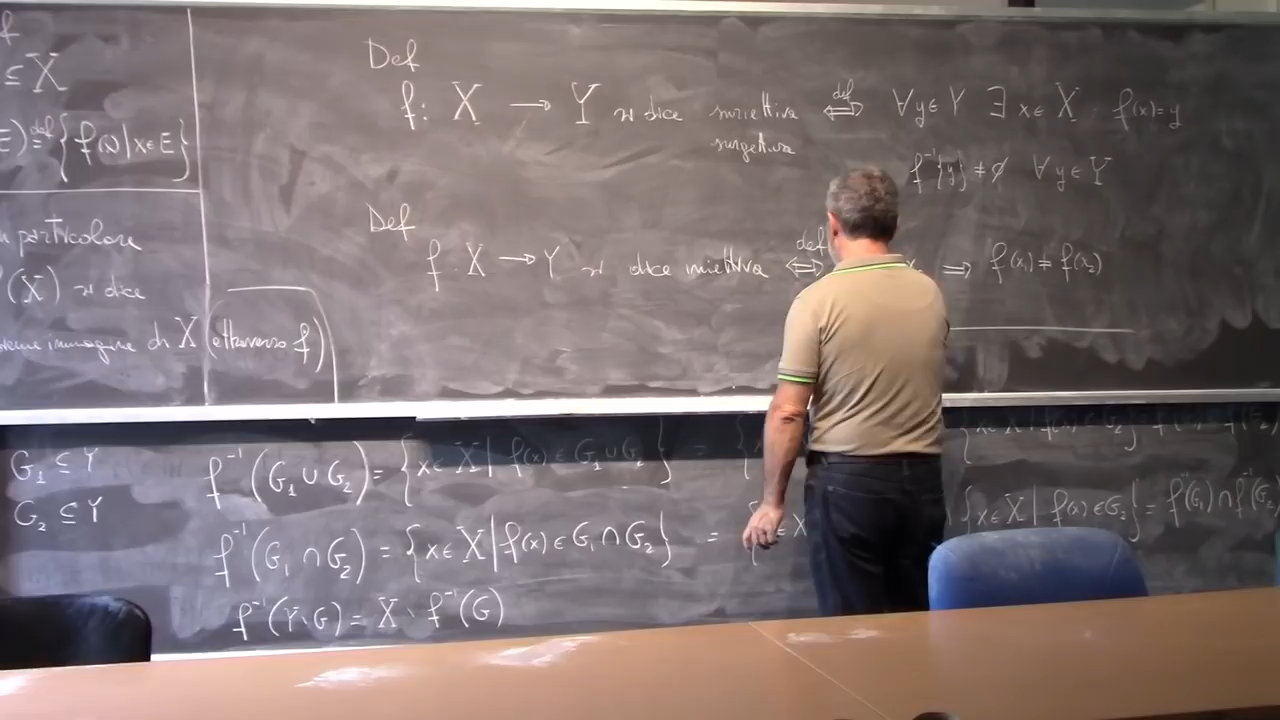 f
⊆ X
E) =def {f(x) | x ∈ E}
particolare
(X) si dice
immagine di X (attraverso f)
Def
f: X → Y si dice suriettiva ⇔def ∀ y ∈ Y ∃ x ∈ X f(x) = y
surgettiva
f⁻¹{y} ≠ ∅ ∀ y ∈ Y
Def
f: X → Y si dice iniettiva ⇔def ⇒ f(x₁) ≠ f(x₂)
G₁ ⊆ Y
G₂ ⊆ Y
f⁻¹(G₁ ∪ G₂) = {x ∈ X | f(x) ∈ G₁ ∪ G₂} = {
f⁻¹(G₁ ∩ G₂) = {x ∈ X | f(x) ∈ G₁ ∩ G₂} = { ∈ X {x ∈ X | f(x) ∈ G₂} = f⁻¹(G₁) ∩ f⁻¹(G₂
f⁻¹(Y \ G) = X \ f⁻¹(G)